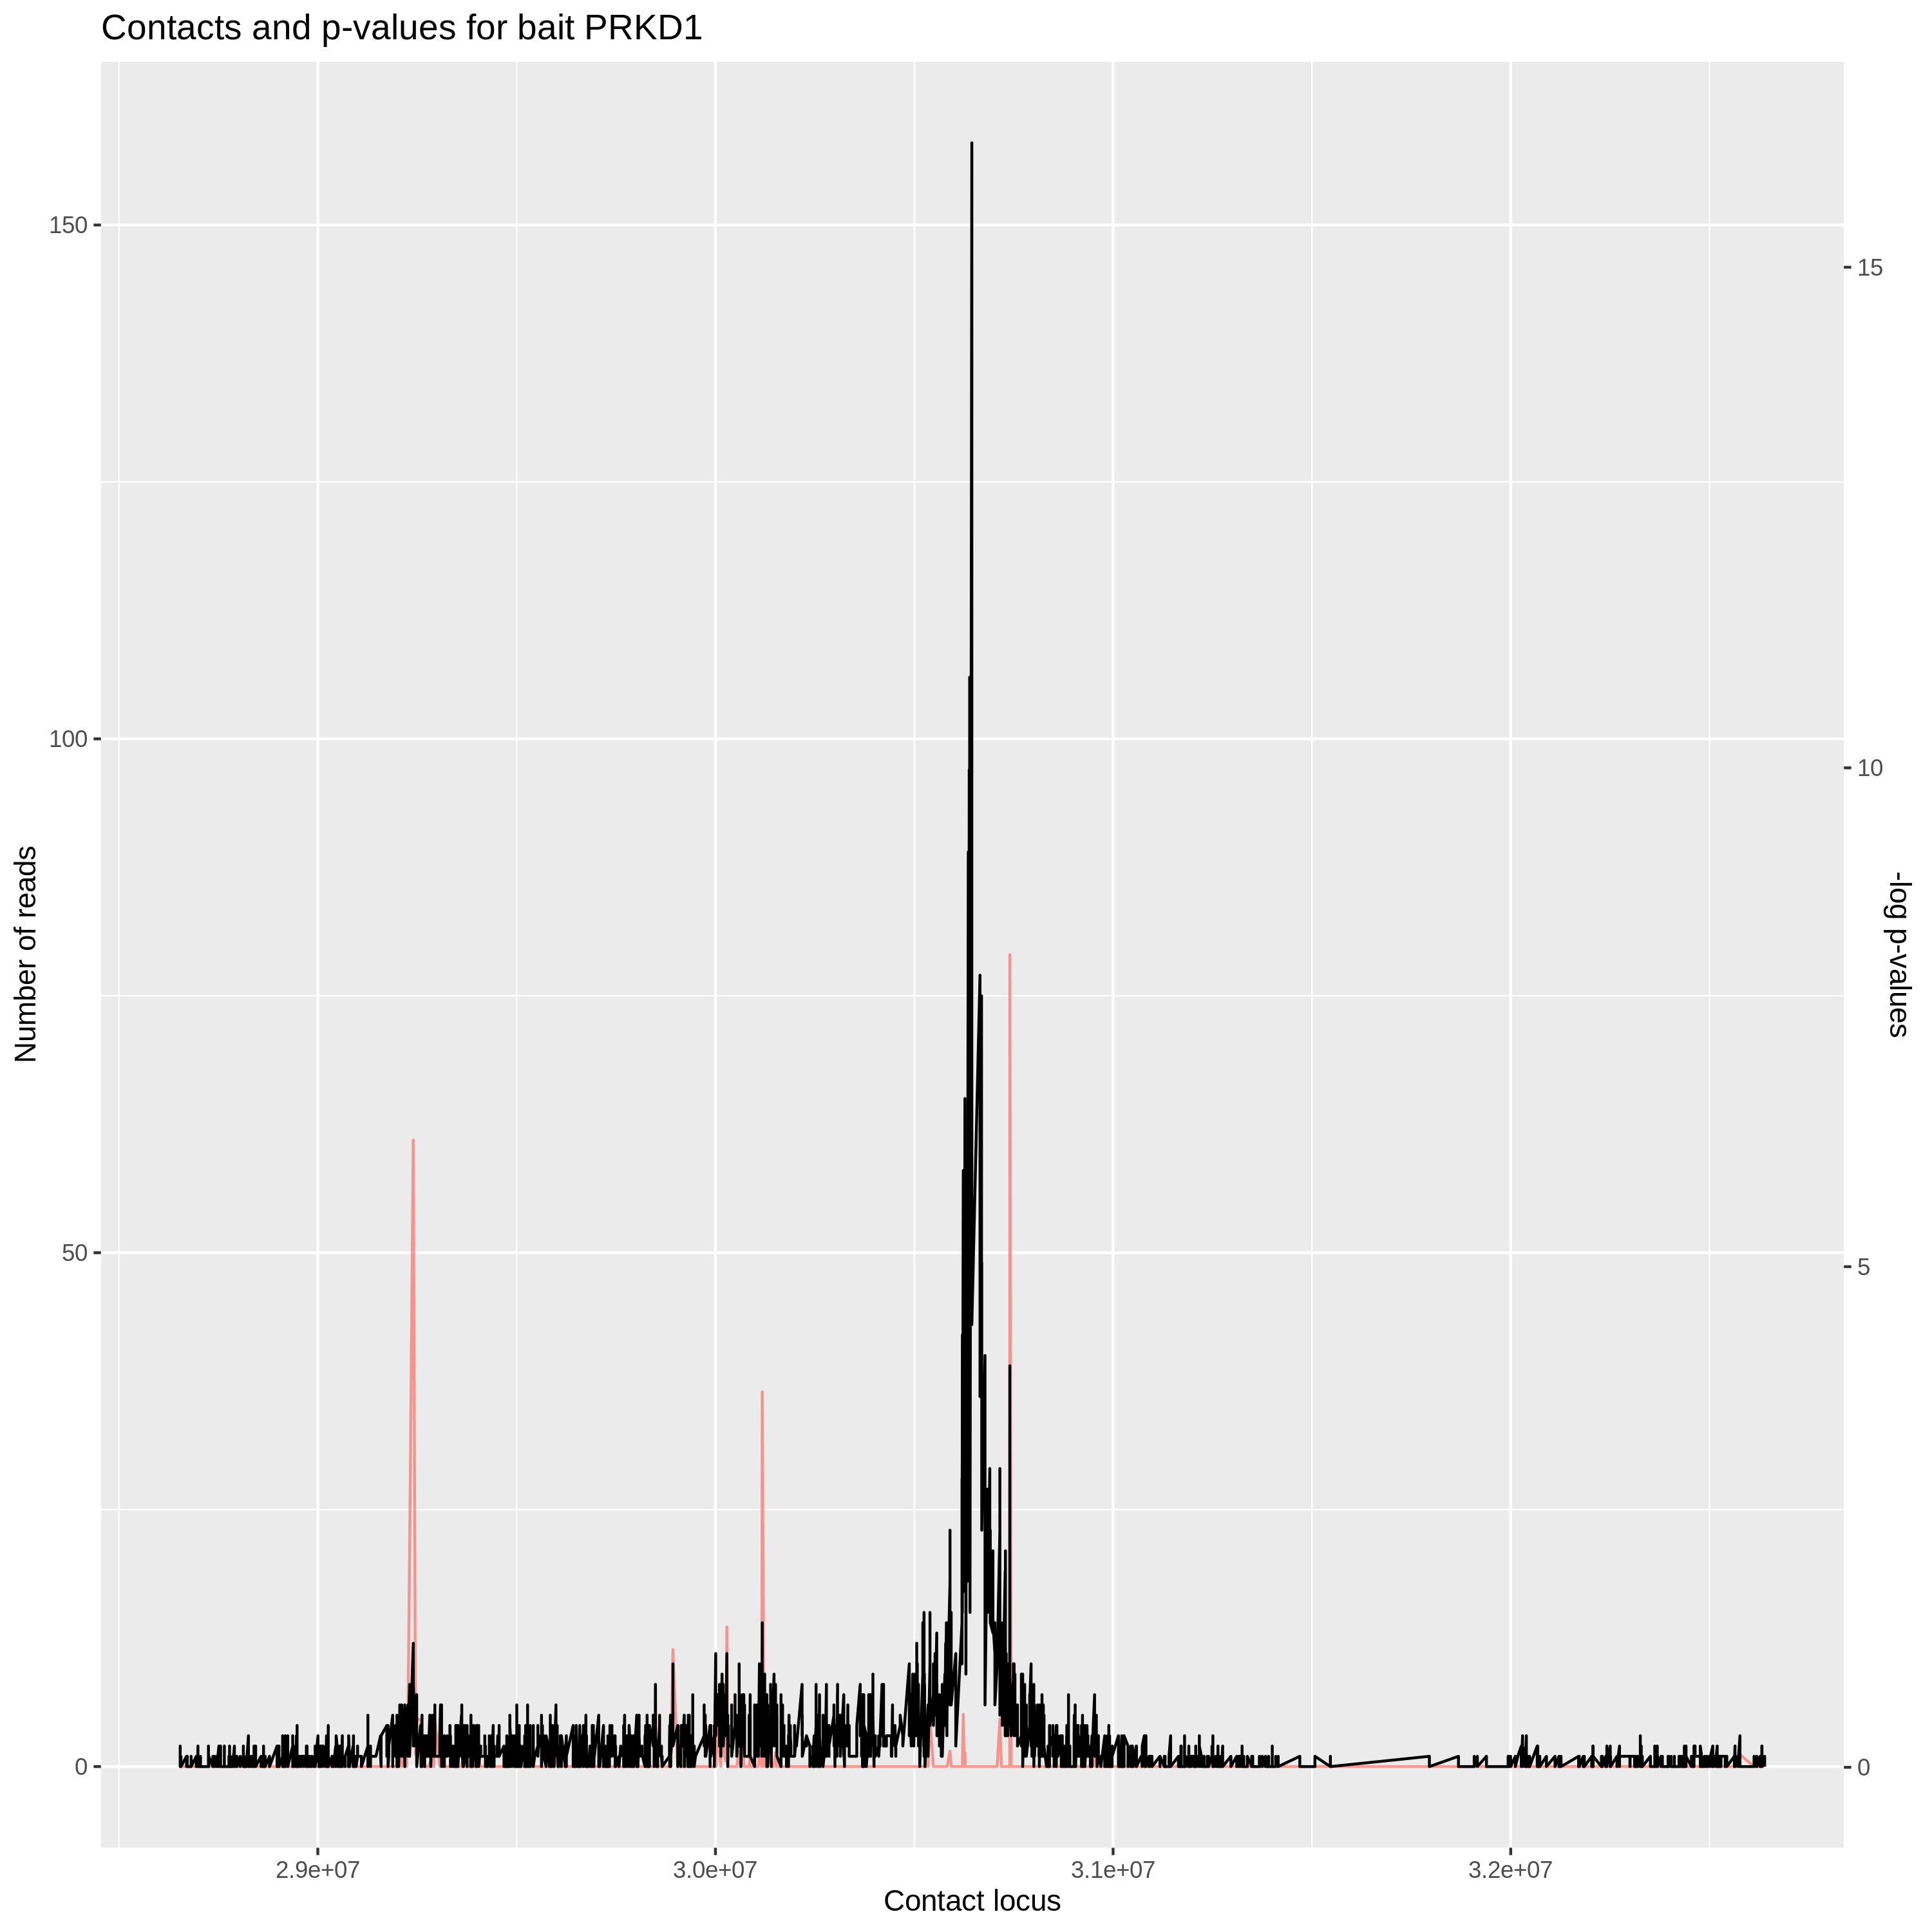 Contacts and p-values for bait PRKD1
150
100
50
0
Number of reads
15
10
5
0
-log p-values
2.9e+07
3.0e+07
3.1e+07
3.2e+07
Contact locus